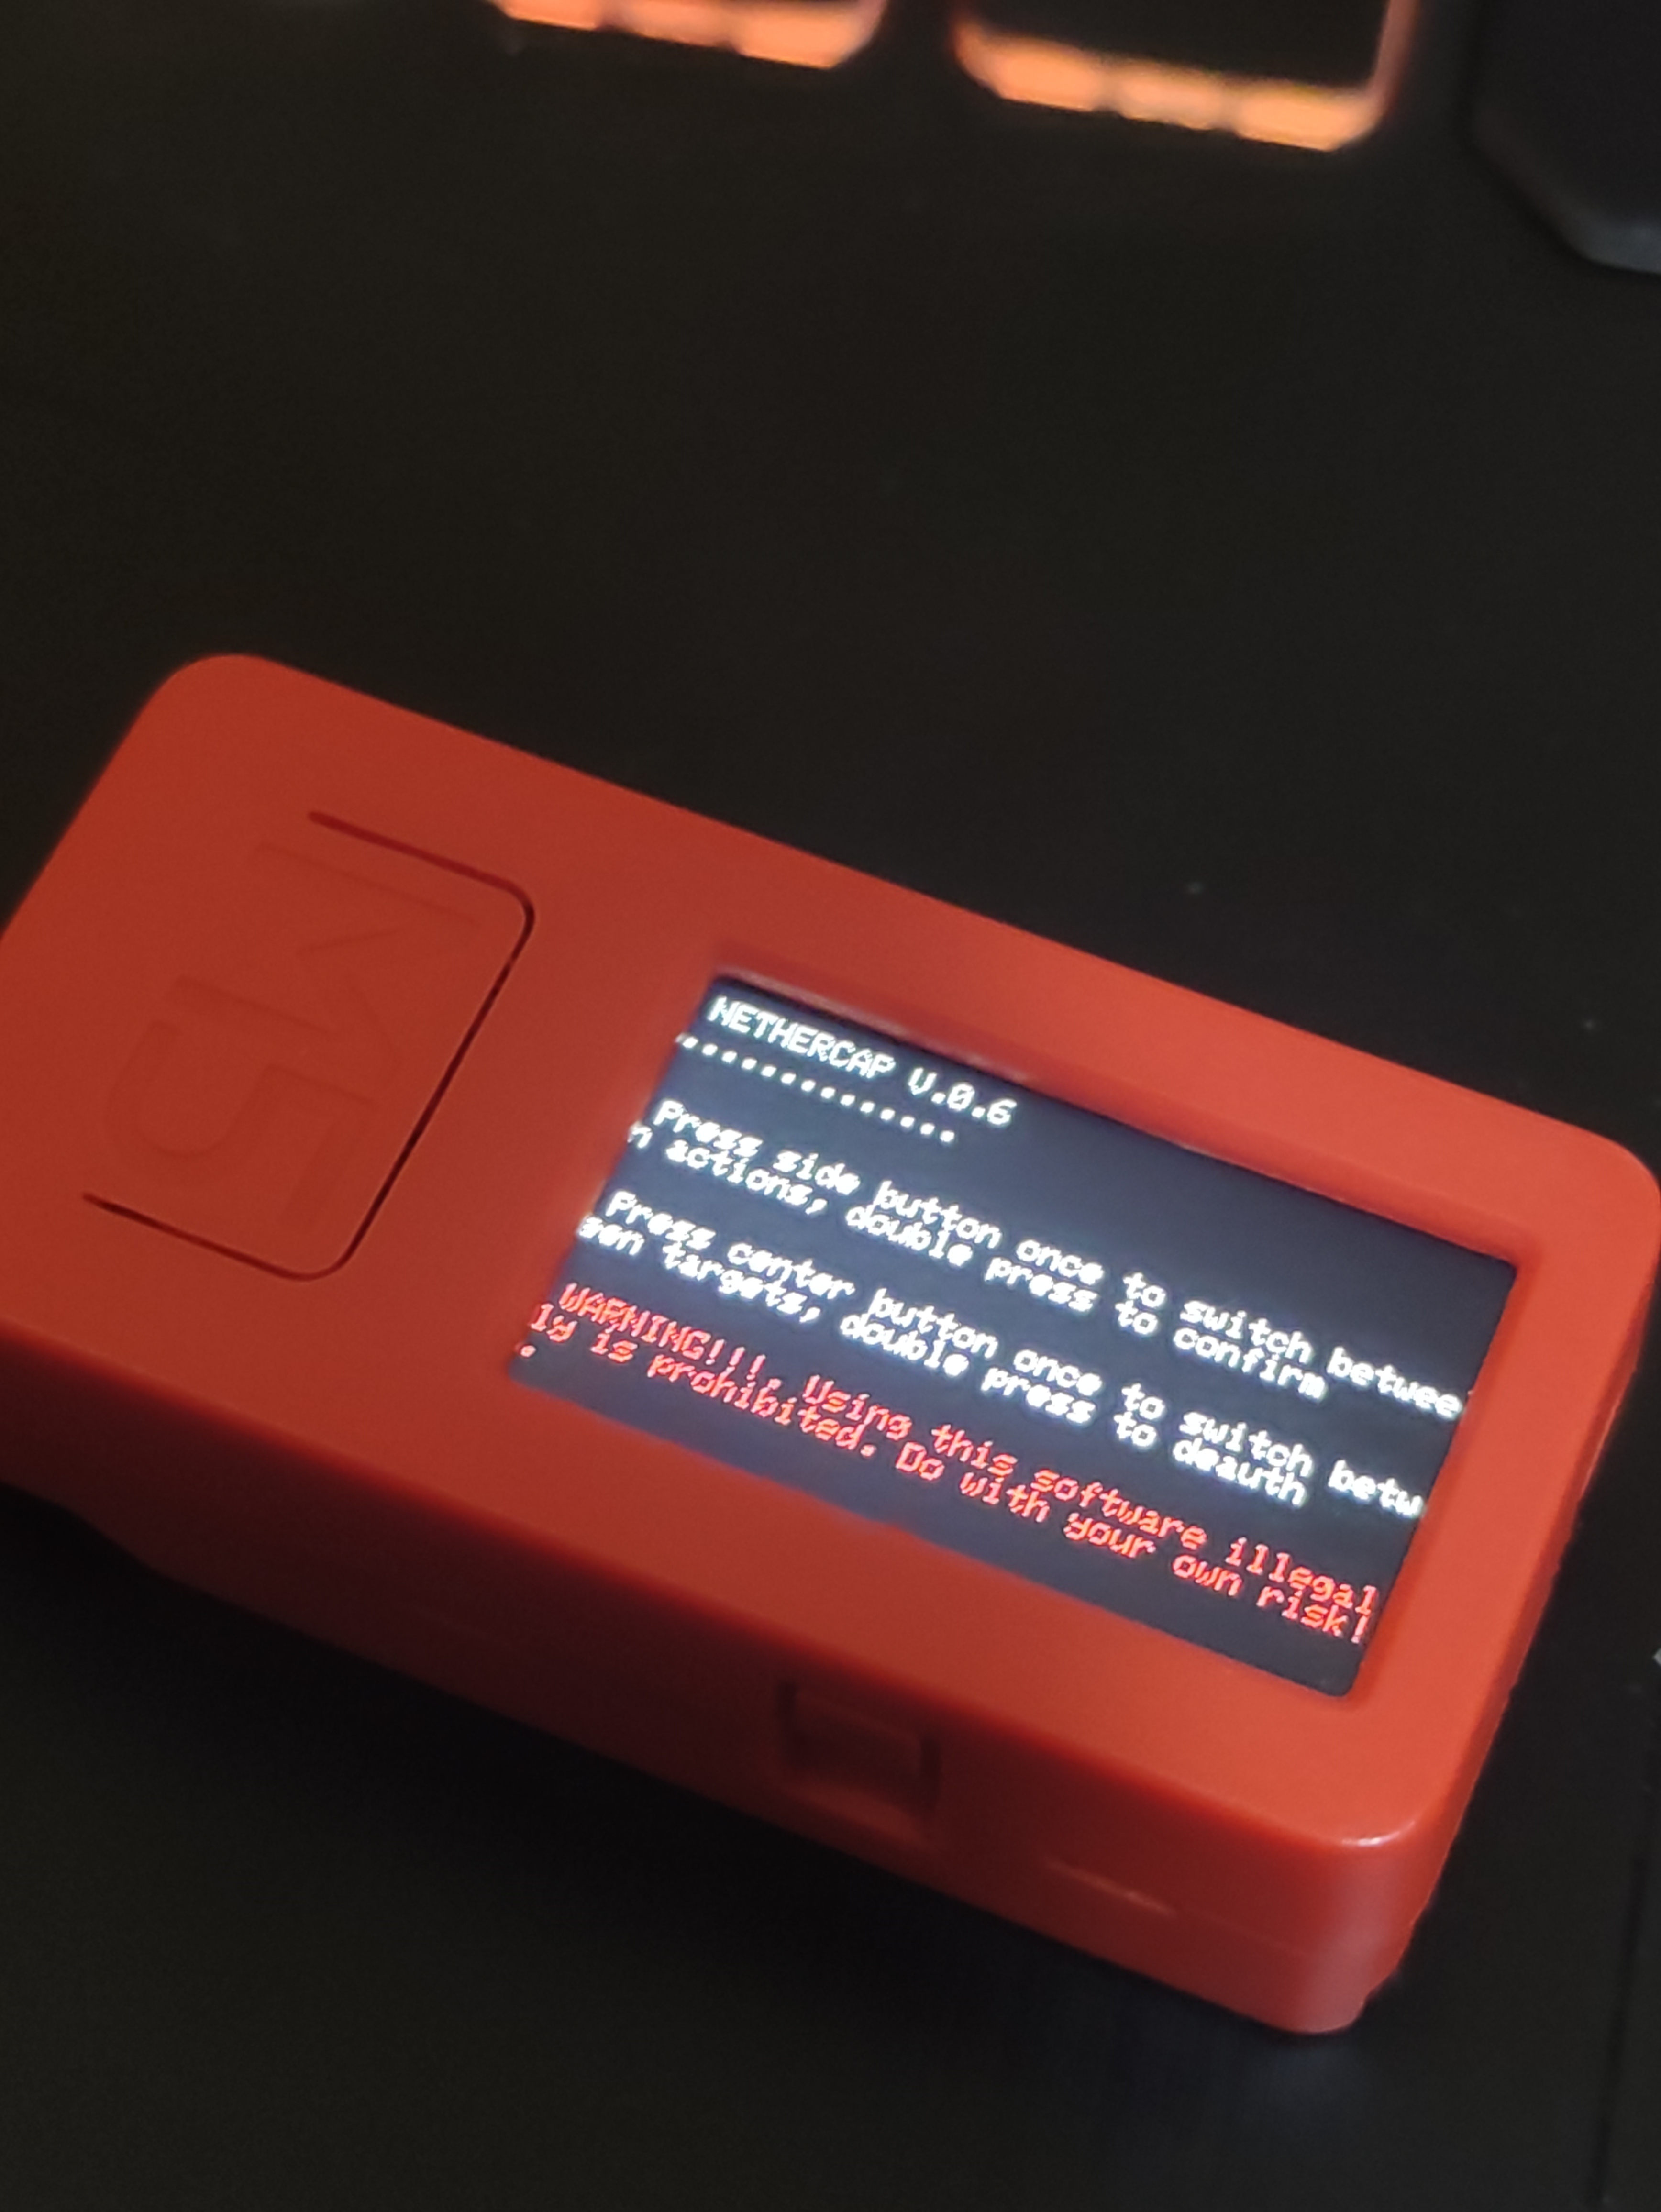 NETHERCAP V.0.6
...............
Press side button once to switch betwee
n actions, double press to confirm
Press center button once to switch betw
een targets, double press to deauth
WARNING!!!. Using this software illegal
ly is prohibited. Do with your own risk!
.
M5